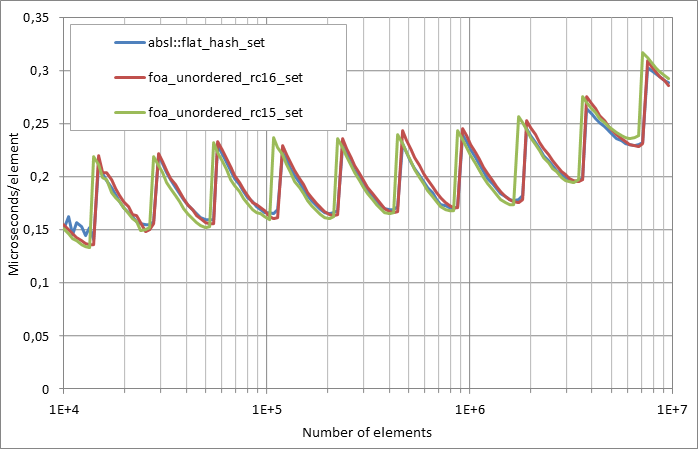 0,35
0,3
0,25
0,2
0,15
0,1
0,05
0
Microseconds/element
absl::flat_hash_set
foa_unordered_rc16_set
foa_unordered_rc15_set
1E+4
1E+5
1E+6
1E+7
Number of elements